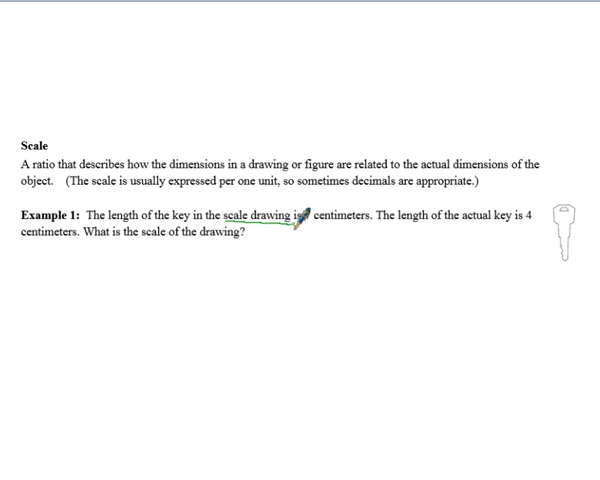 Scale
A ratio that describes how the dimensions in a drawing or figure are related to the actual dimensions of the
object. (The scale is usually expressed per one unit, so sometimes decimals are appropriate.)
Example 1: The length of the key in the scale drawing is centimeters. The length of the actual key is 4
centimeters. What is the scale of the drawing?